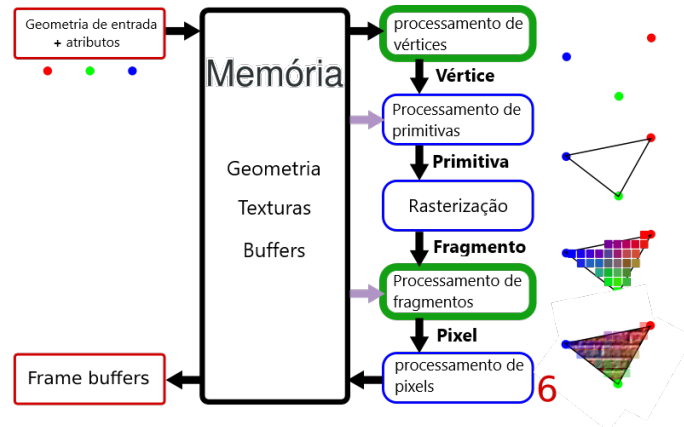 Geometria de entrada
+ atributos
Memória
Geometria
Texturas
Buffers
Frame buffers
processamento de
vértices
Vértice
Processamento de
primitivas
Primitiva
Rasterização
Fragmento
Processamento de
fragmentos
Pixel
processamento de
pixels
6